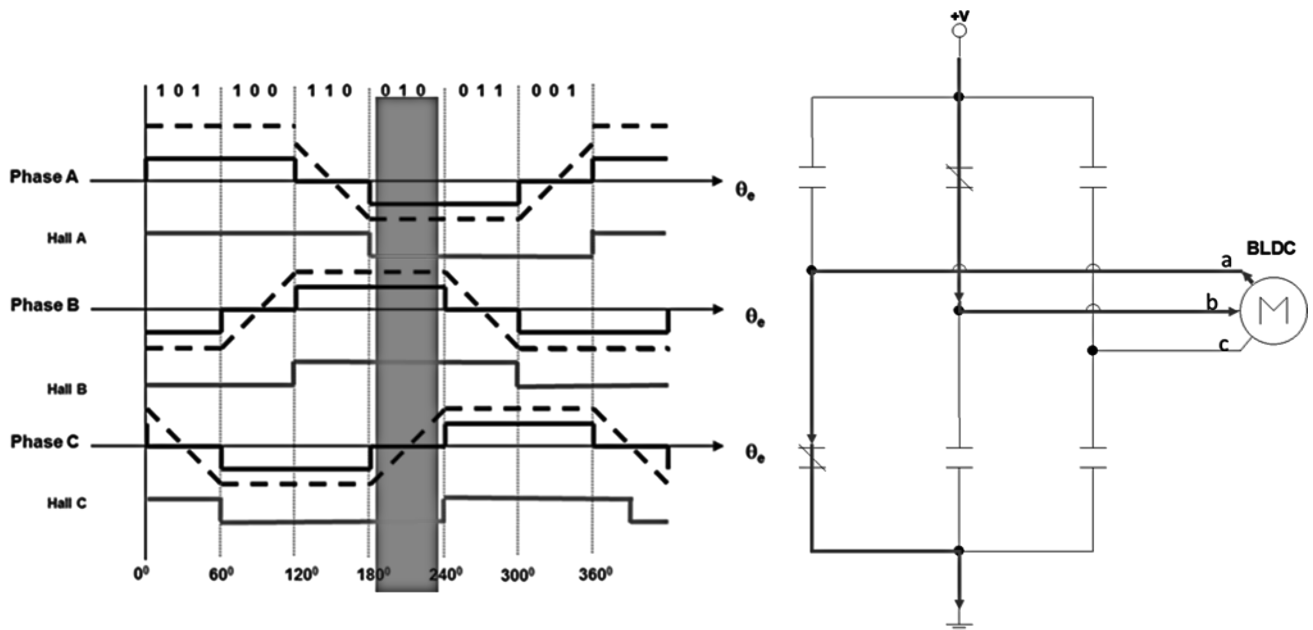 +v
1 0 1 1 0 0 1 1 0 0 1 0 0 1 1 0 0 1
Phase A
θe
Hall A
Phase B
θe
Hall B
Phase C
θe
Hall C
0⁰ 60⁰ 120⁰ 180⁰ 240⁰ 300⁰ 360⁰
BLDC
a
b
M
c